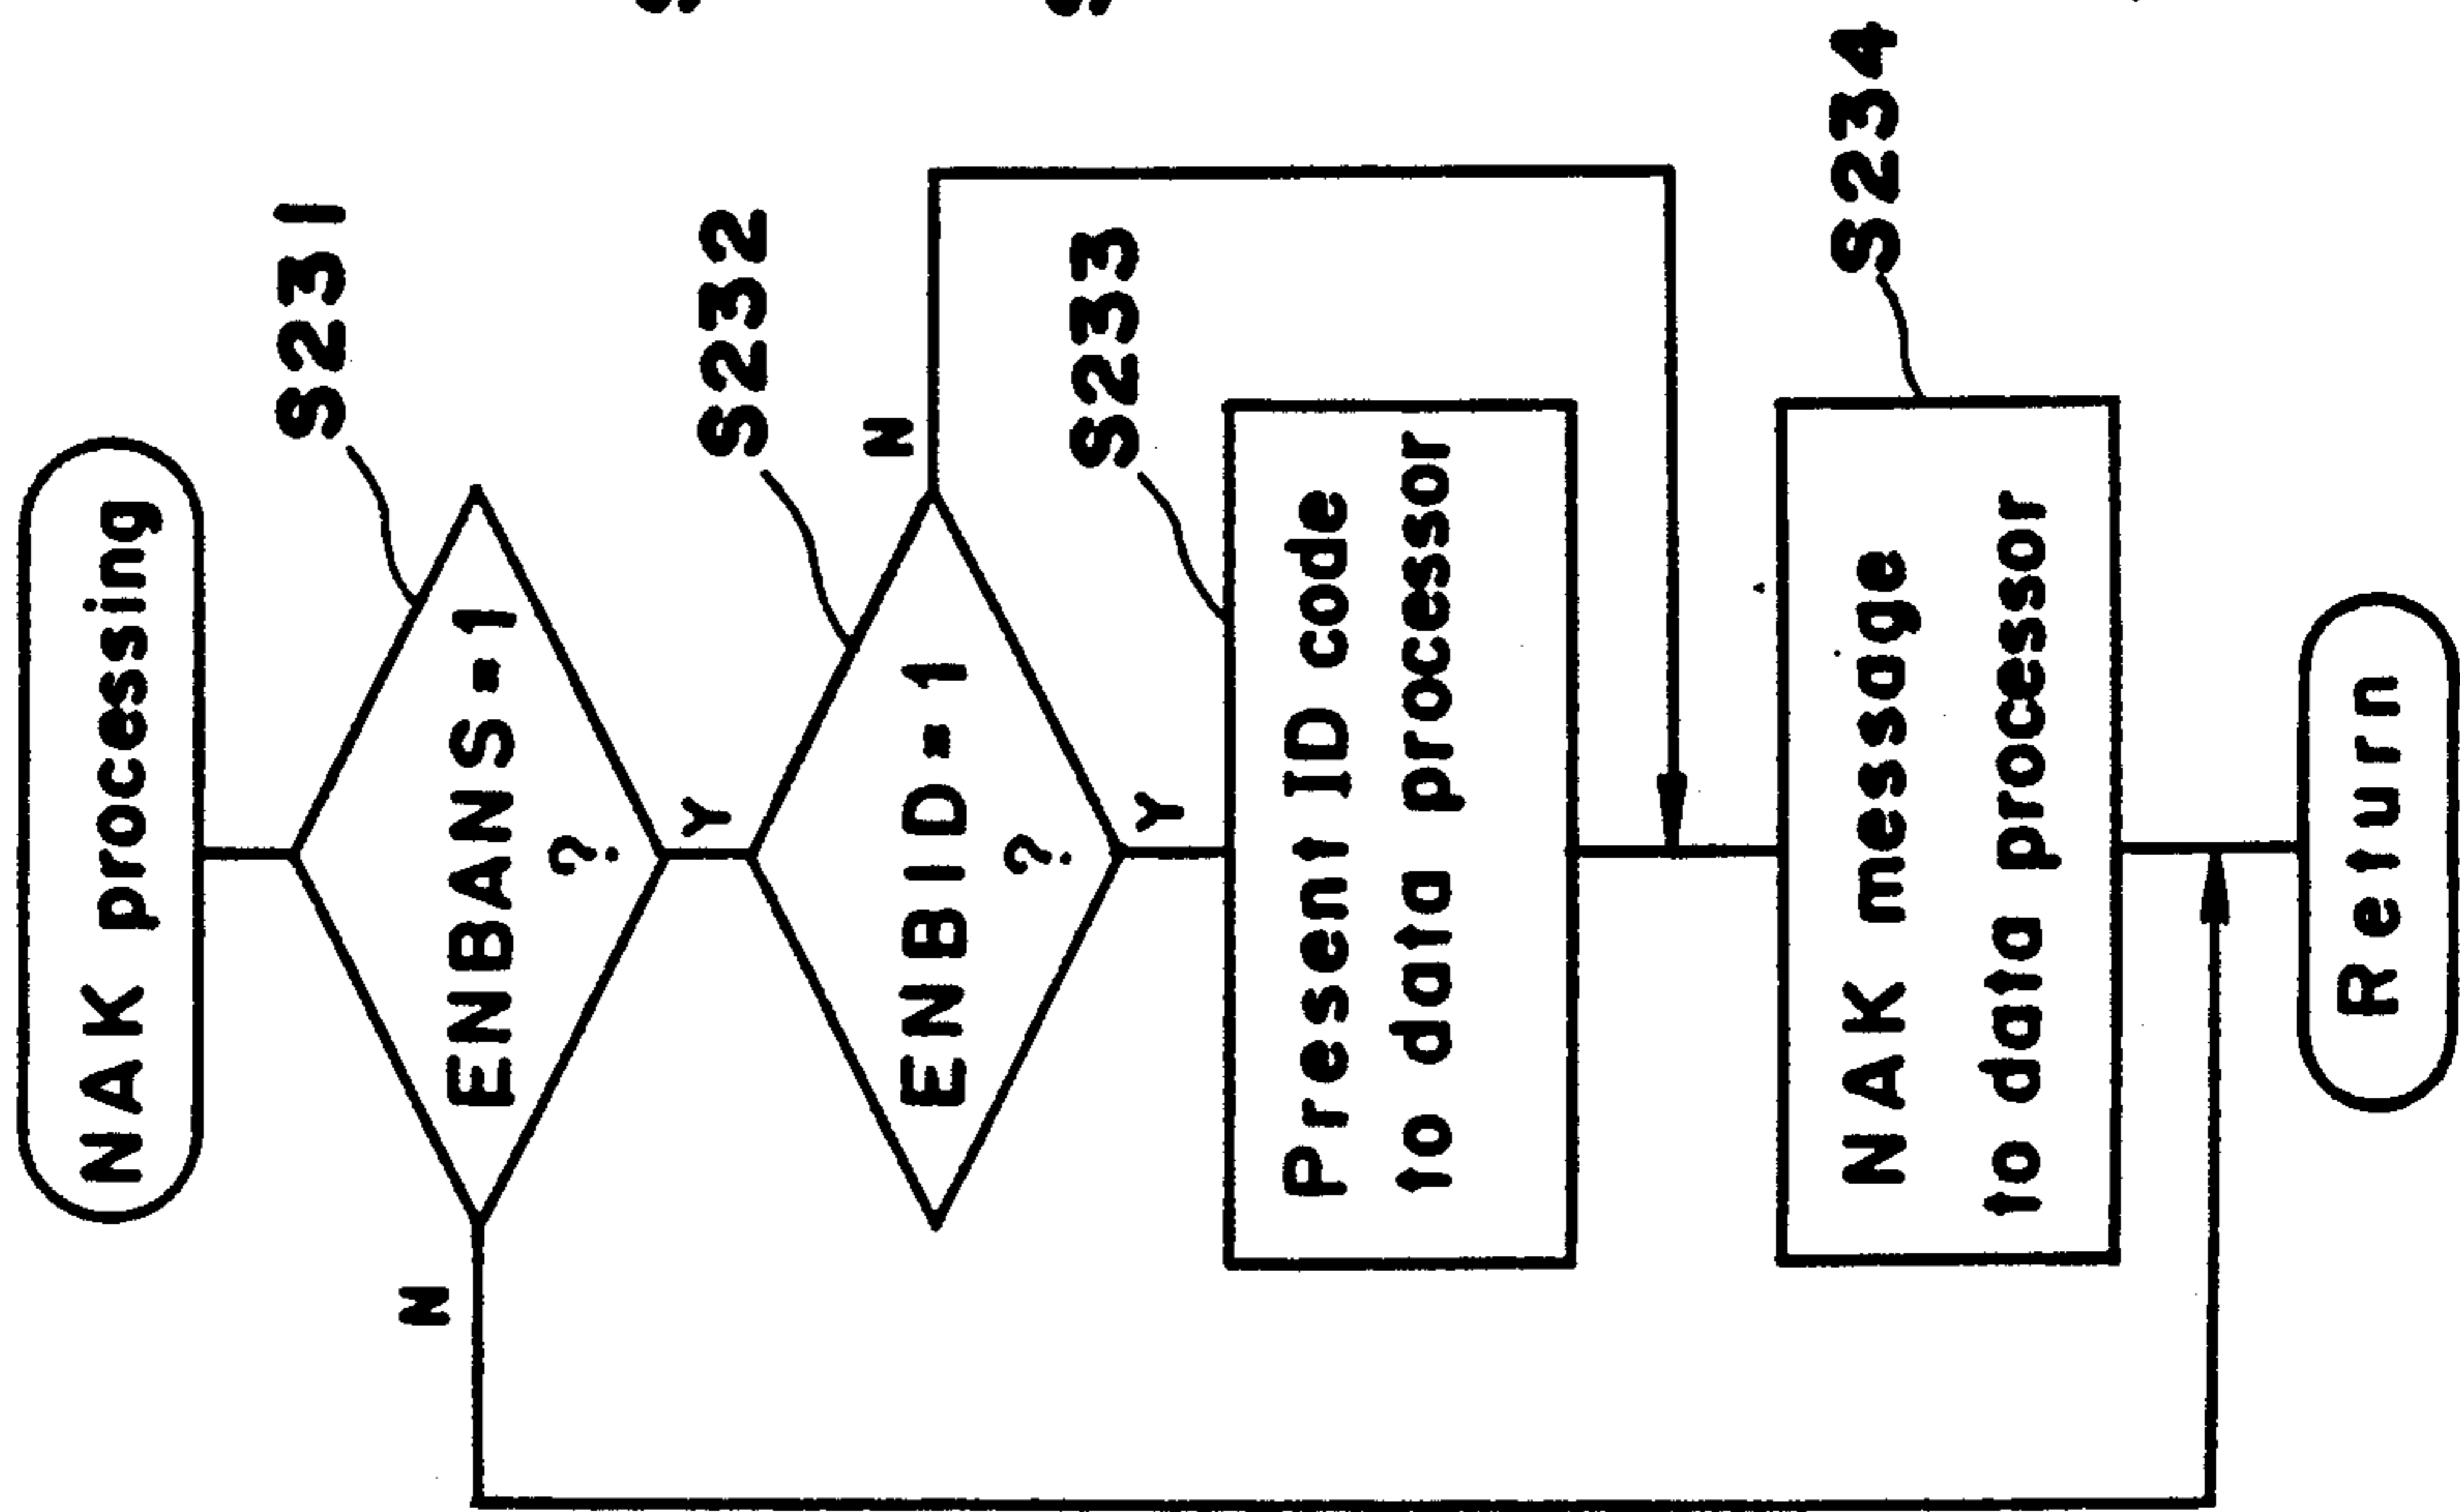 NAK processing
S231
ENBANS=1
?
N
Y
S232
ENBID=1
?
N
Y
S233
Present ID code
to data processor
S234
NAK message
to data processor
Return